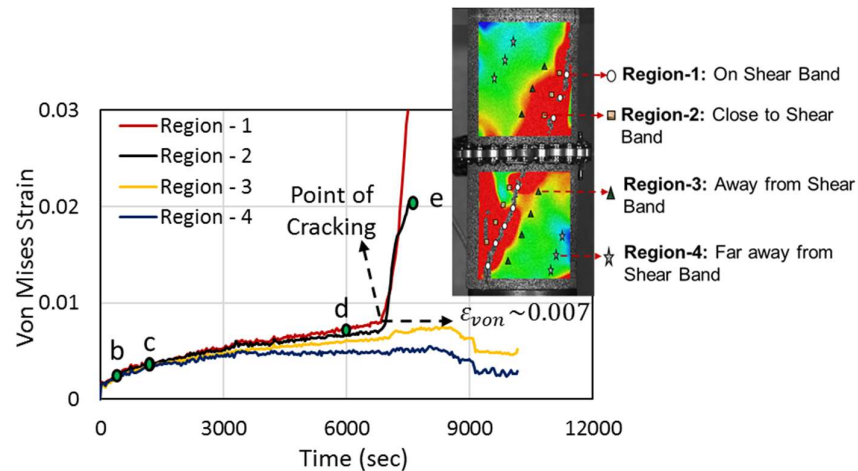 Region-1: On Shear Band
Region-2: Close to Shear
Band
Region-3: Away from Shear
Band
Region-4: Far away from
Shear Band
0.03
0.02
0.01
0
Von Mises Strain
Region - 1
Region - 2
Region - 3
Region - 4
Point of
Cracking
b
c
d
e
εvon ~0.007
0
3000
6000
9000
12000
Time (sec)